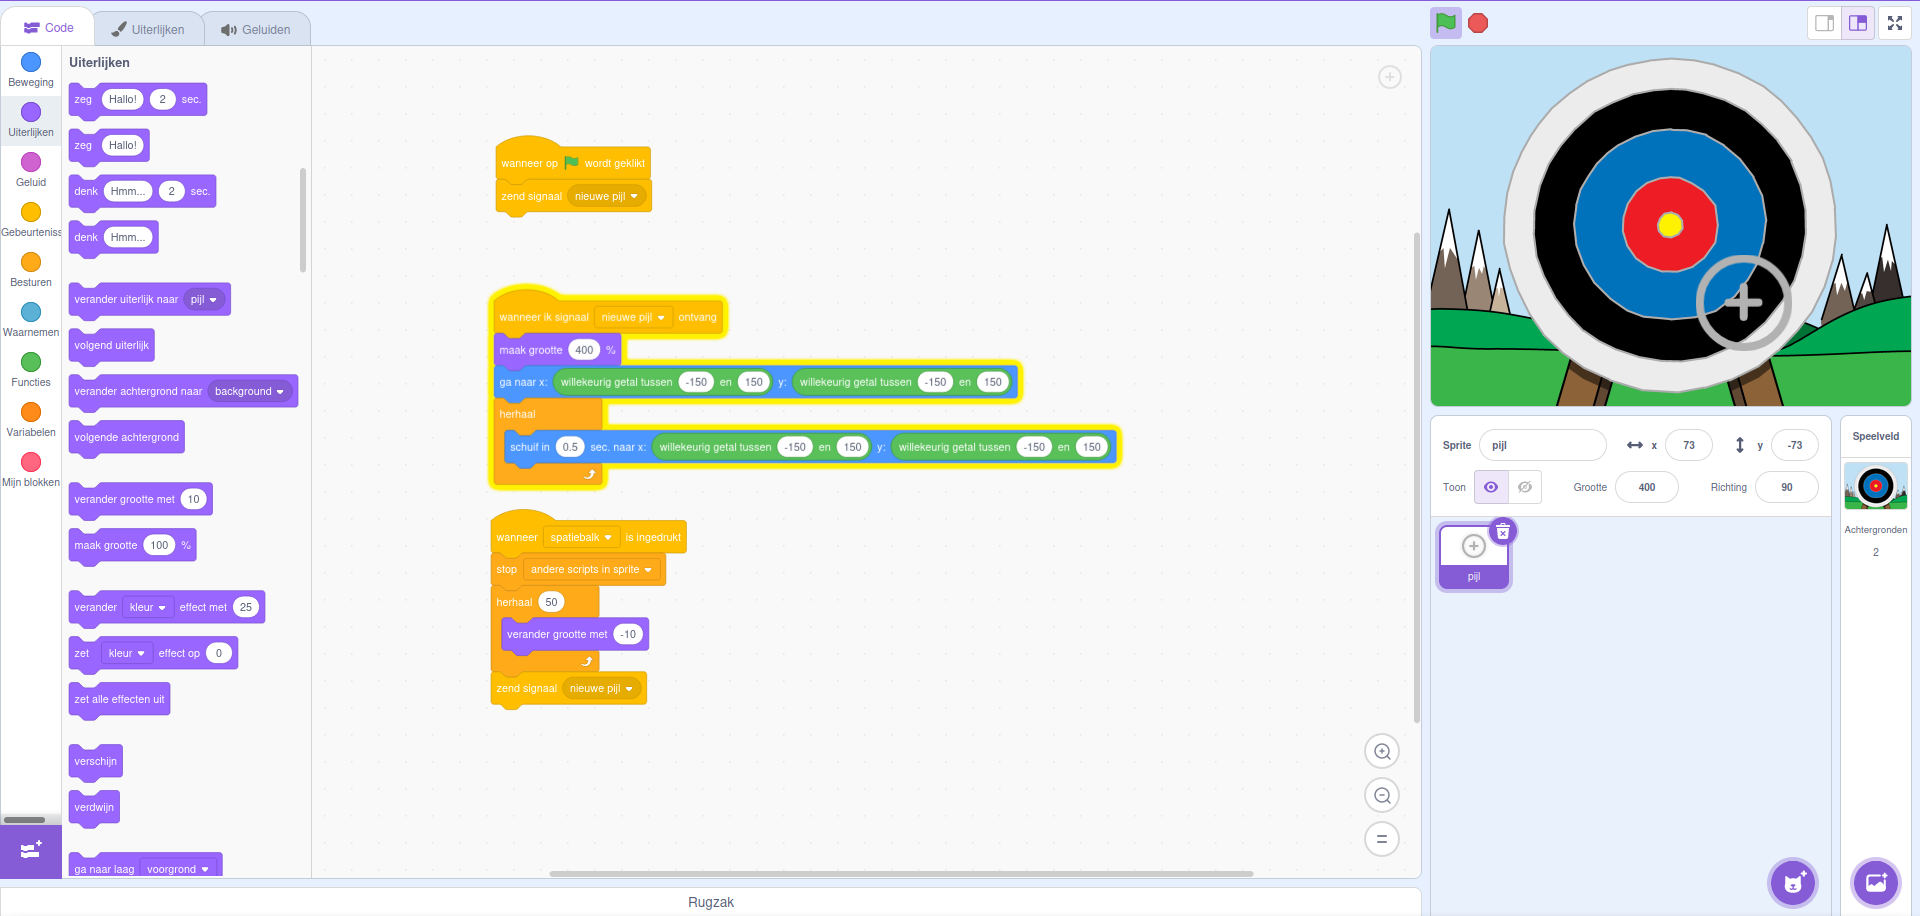 Code
Uiterlijken
Geluiden
Beweging
Uiterlijken
Geluid
Gebeurteniss
Besturen
Waarnemen
Functies
Variabelen
Mijn blokken
Uiterlijken
zeg Hallo! 2 sec.
zeg Hallo!
denk Hmm... 2 sec.
denk Hmm...
verander uiterlijk naar pijl
volgend uiterlijk
verander achtergrond naar background
volgende achtergrond
verander grootte met 10
maak grootte 100 %
verander kleur effect met 25
zet kleur effect op 0
zet alle effecten uit
verschijn
verdwijn
ga naar laag voorgrond
wanneer op wordt geklikt
zend signaal nieuwe pijl
wanneer ik signaal nieuwe pijl ontvang
maak grootte 400 %
ga naar x: willekeurig getal tussen -150 en 150 y: willekeurig getal tussen -150 en 150
herhaal
schuif in 0.5 sec. naar x: willekeurig getal tussen -150 en 150 y: willekeurig getal tussen -150 en 150
wanneer spatiebalk is ingedrukt
stop andere scripts in sprite
herhaal 50
verander grootte met -10
zend signaal nieuwe pijl
Rugzak
Sprite pijl x 73 y -73
Toon Grootte 400 Richting 90
pijl
Speelveld
Achtergronden
2